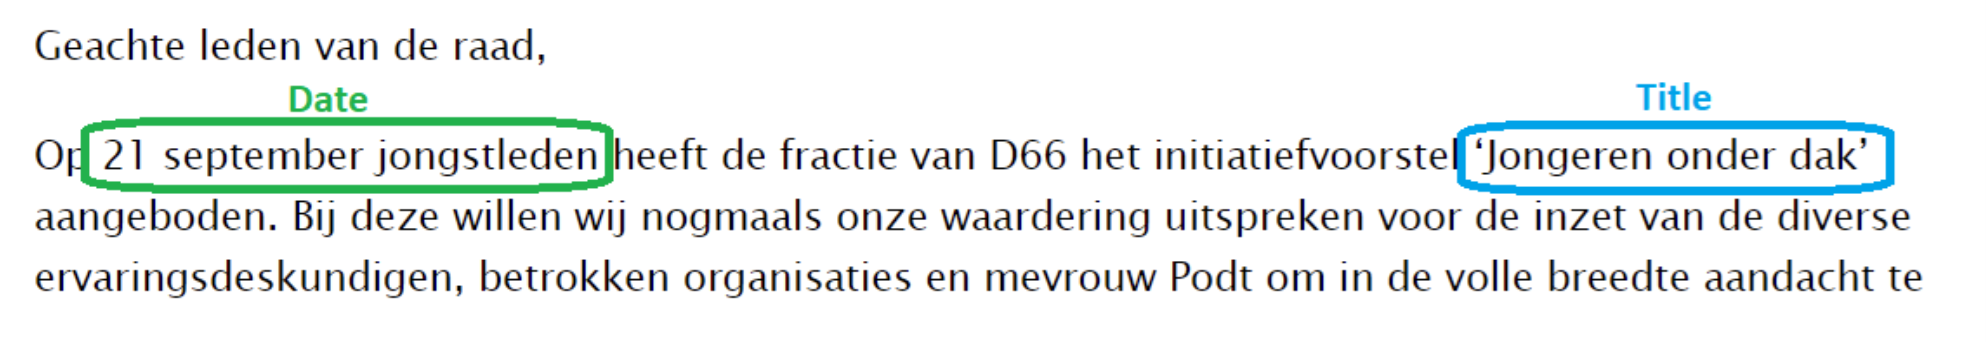 Geachte leden van de raad,
Date
Title
Op 21 september jongstleden heeft de fractie van D66 het initiatiefvoorstel ‘Jongeren onder dak’
aangeboden. Bij deze willen wij nogmaals onze waardering uitspreken voor de inzet van de diverse
ervaringsdeskundigen, betrokken organisaties en mevrouw Podt om in de volle breedte aandacht te